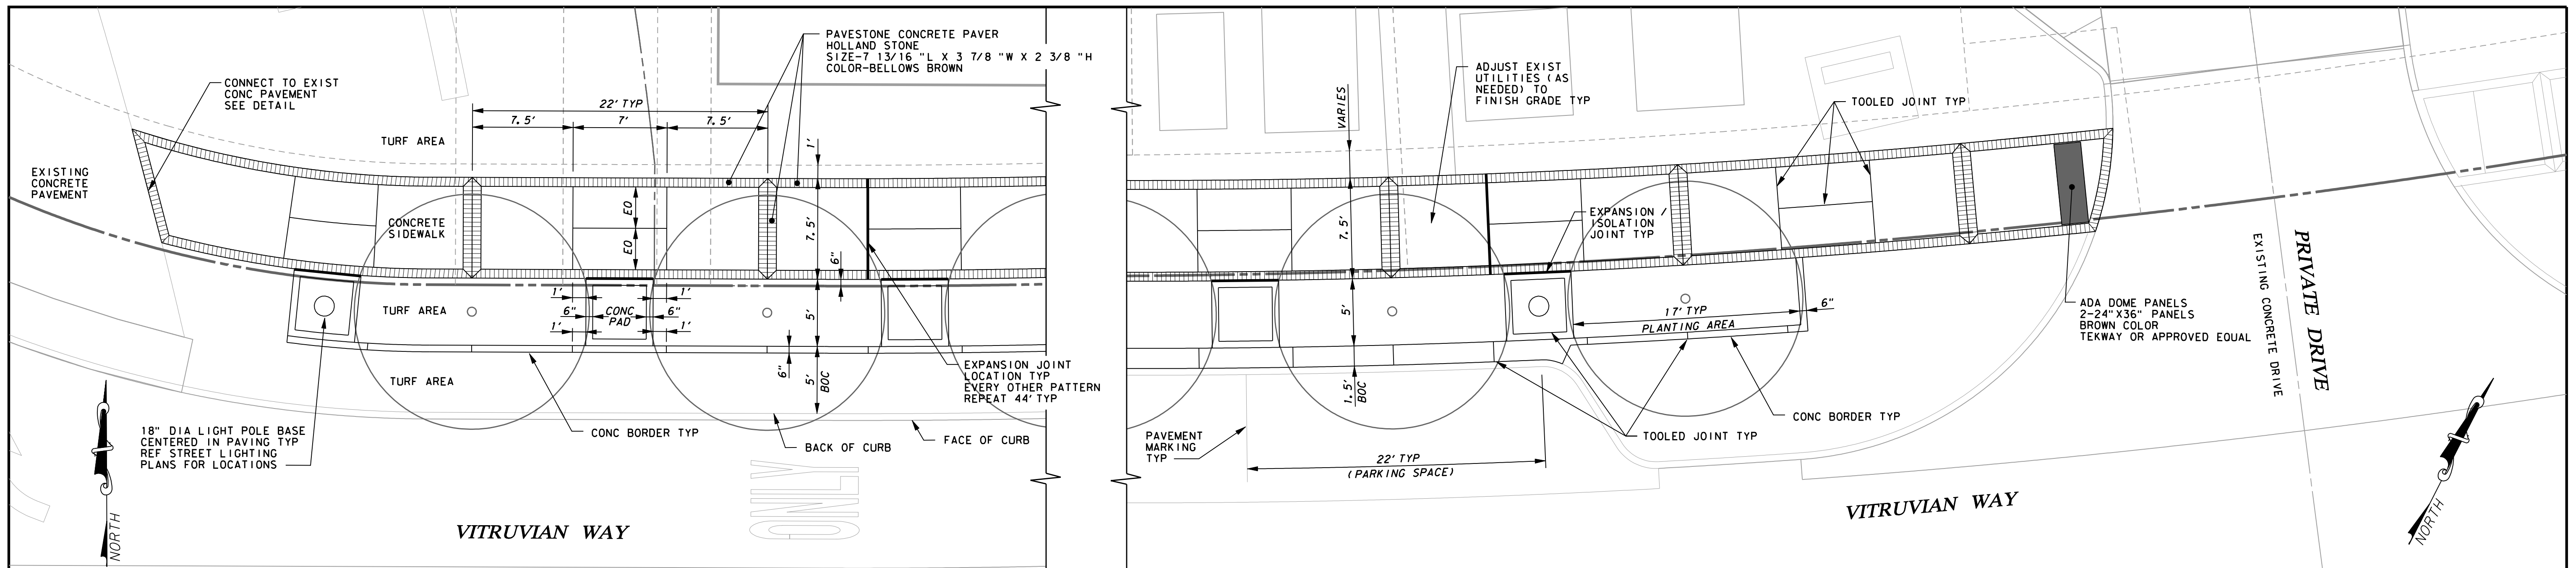 PAVESTONE CONCRETE PAVER
HOLLAND STONE
SIZE-7 13/16 "L X 3 7/8 "W X 2 3/8 "H
COLOR-BELLOWS BROWN
CONNECT TO EXIST
CONC PAVEMENT
SEE DETAIL
22' TYP
7.5'
7'
7.5'
1'
TURF AREA
EXISTING
CONCRETE
PAVEMENT
CONCRETE
SIDEWALK
EQ
EQ
7.5'
6"
1'
1'
TURF AREA
6"
CONC
PAD
6"
5'
1'
1'
6"
5'
BOC
TURF AREA
EXPANSION JOINT
LOCATION TYP
EVERY OTHER PATTERN
REPEAT 44' TYP
18" DIA LIGHT POLE BASE
CENTERED IN PAVING TYP
REF STREET LIGHTING
PLANS FOR LOCATIONS
CONC BORDER TYP
BACK OF CURB
FACE OF CURB
ONLY
VITRUVIAN WAY
NORTH
ADJUST EXIST
UTILITIES (AS
NEEDED) TO
FINISH GRADE TYP
VARIES
TOOLED JOINT TYP
7.5'
EXPANSION /
ISOLATION
JOINT TYP
5'
17' TYP
PLANTING AREA
6"
1.5'
BOC
PAVEMENT
MARKING
TYP
22' TYP
(PARKING SPACE)
TOOLED JOINT TYP
CONC BORDER TYP
ADA DOME PANELS
2-24"X36" PANELS
BROWN COLOR
TEKWAY OR APPROVED EQUAL
EXISTING CONCRETE DRIVE
PRIVATE DRIVE
VITRUVIAN WAY
NORTH